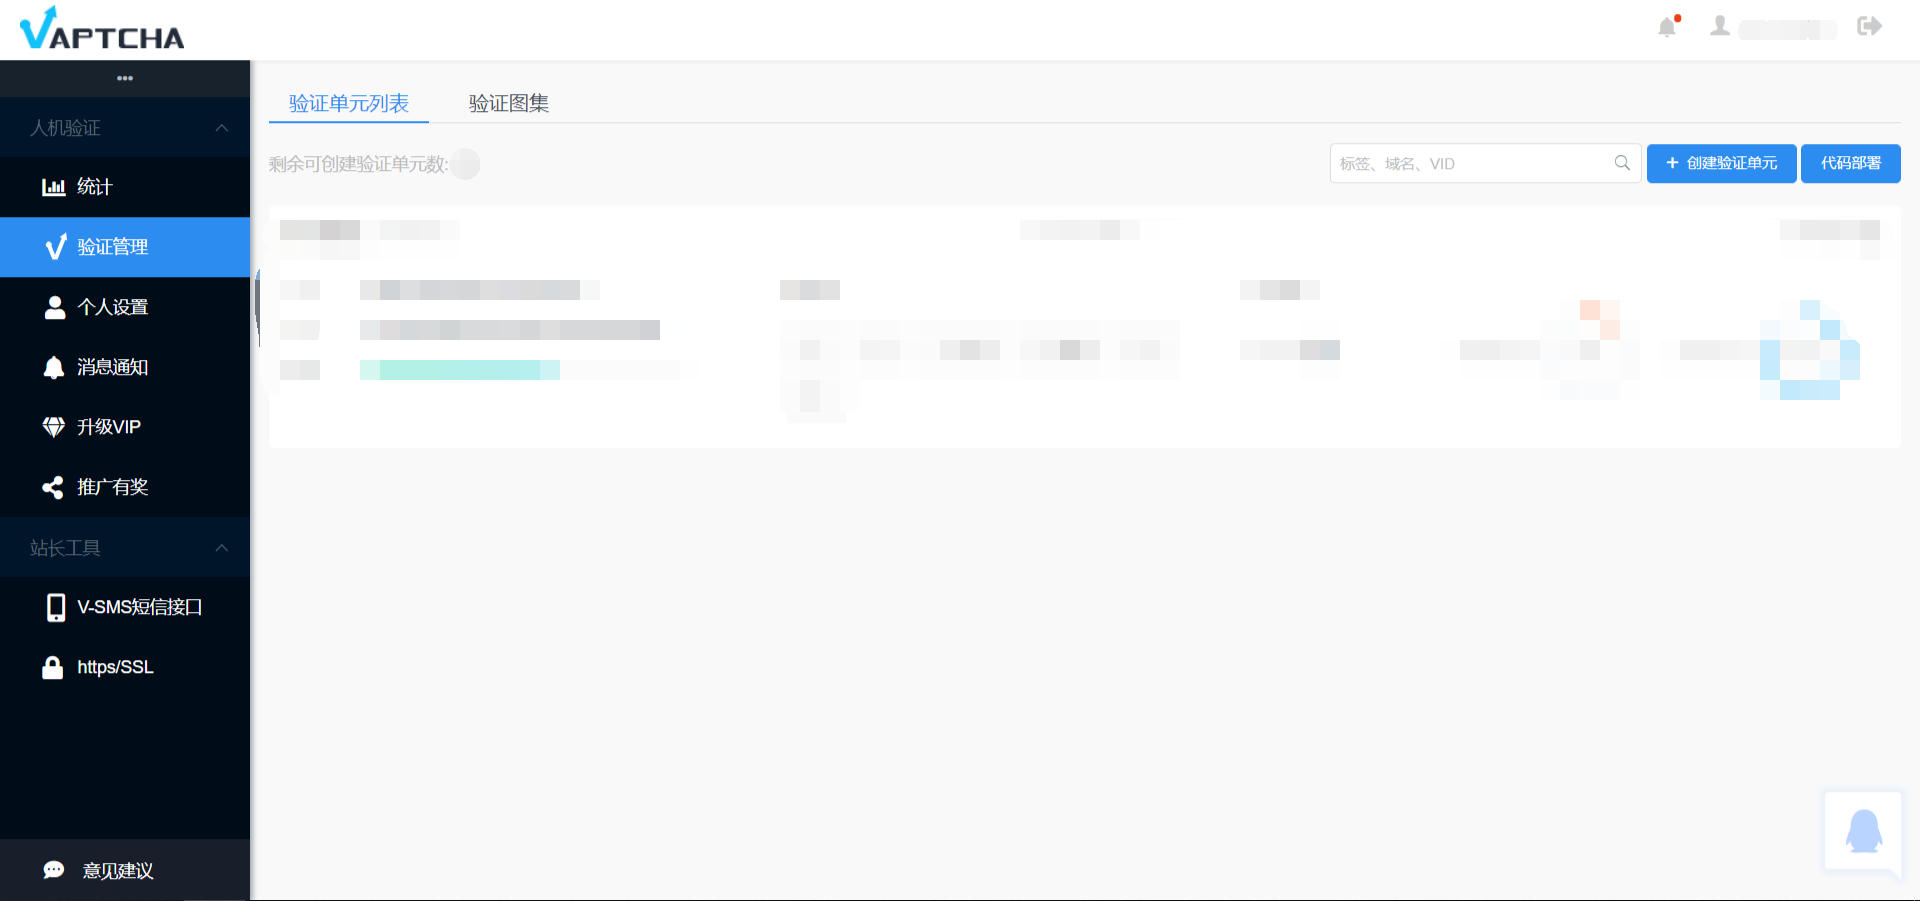 VAPTCHA
人机验证
统计
验证管理
个人设置
消息通知
升级VIP
推广有奖
站长工具
V-SMS短信接口
https/SSL
意见建议
验证单元列表
验证图集
剩余可创建验证单元数:
标签、域名、VID
+ 创建验证单元
代码部署